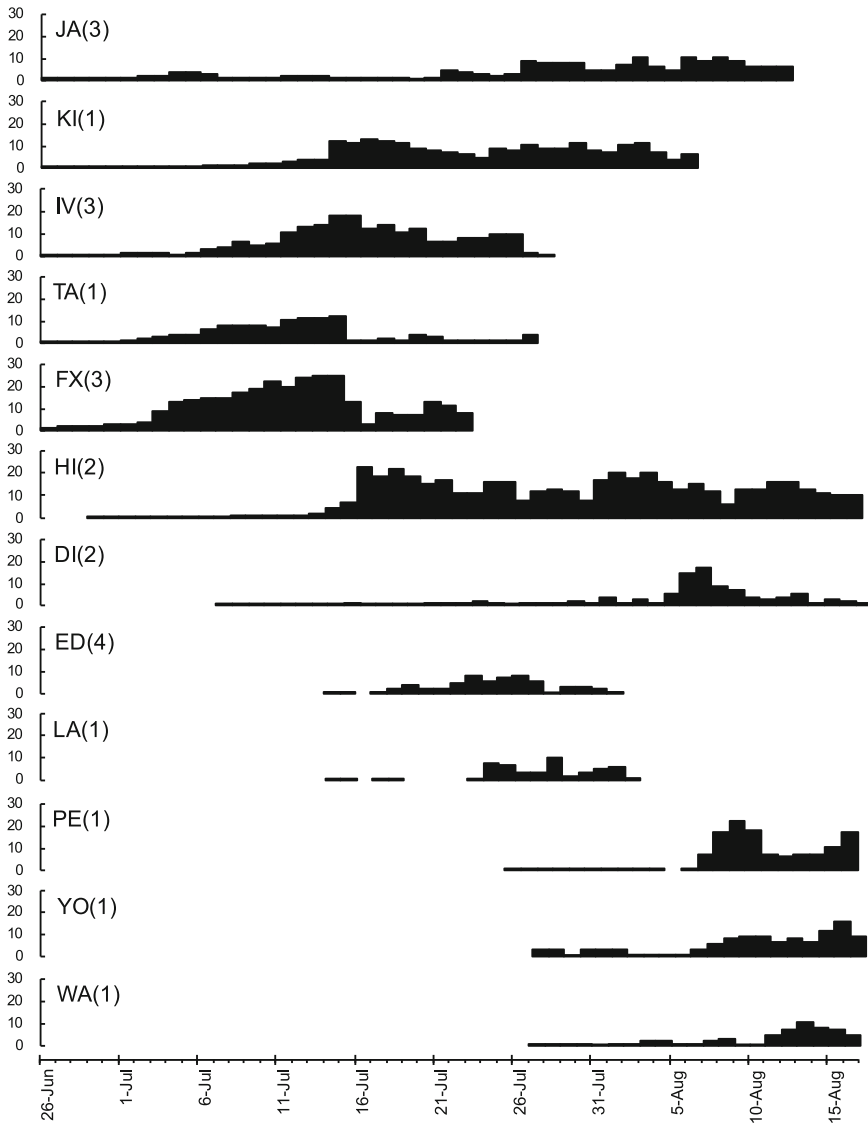 30
20
10
0
JA(3)
30
20
10
0
KI(1)
30
20
10
0
IV(3)
30
20
10
0
TA(1)
30
20
10
0
FX(3)
30
20
10
0
HI(2)
30
20
10
0
DI(2)
30
20
10
0
ED(4)
30
20
10
0
LA(1)
30
20
10
0
PE(1)
30
20
10
0
YO(1)
30
20
10
0
WA(1)
26-Jun
1-Jul
6-Jul
11-Jul
16-Jul
21-Jul
26-Jul
31-Jul
5-Aug
10-Aug
15-Aug